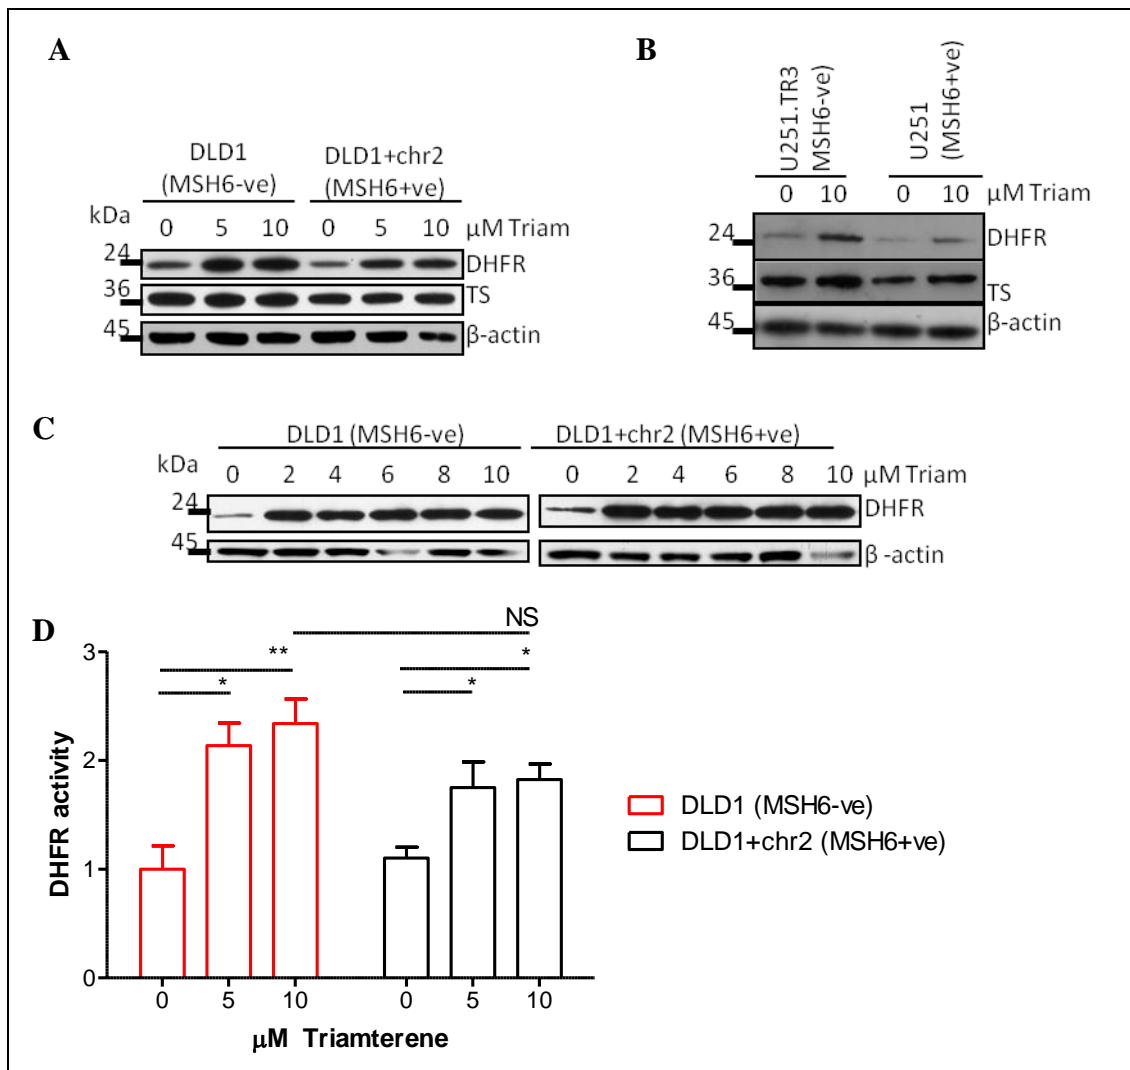 A
DLD1
(MSH6-ve)
DLD1+chr2
(MSH6+ve)
kDa
0 5 10 0 5 10 μM Triam
24 DHFR
36 TS
45 β-actin
B
U251.TR3
MSH6-ve)
U251
(MSH6+ve)
0 10 0 10 μM Triam
24 DHFR
36 TS
45 β-actin
C
DLD1 (MSH6-ve) DLD1+chr2 (MSH6+ve)
kDa
0 2 4 6 8 10 0 2 4 6 8 10 μM Triam
24 DHFR
45 β -actin
D
NS
** *
* *
3
2
1
0
DHFR activity
0 5 10 0 5 10
μM Triamterene
DLD1 (MSH6-ve)
DLD1+chr2 (MSH6+ve)